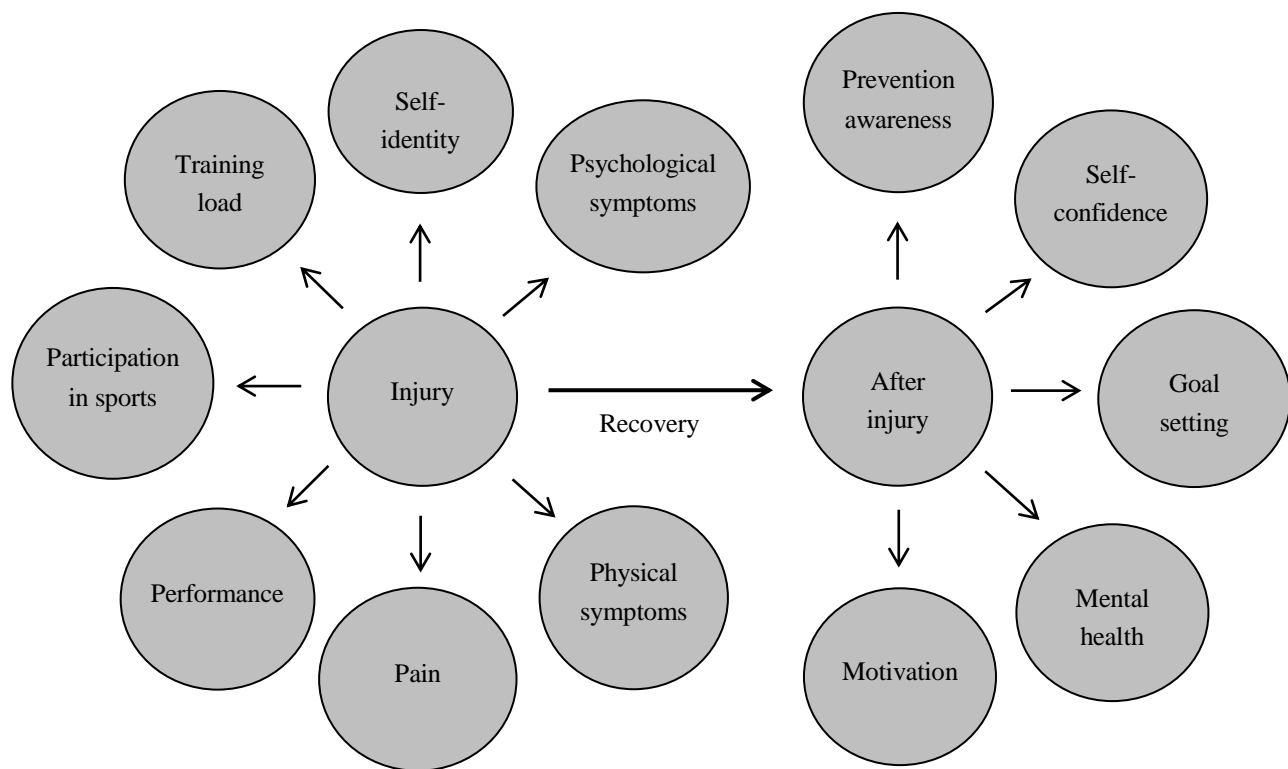 Self-
identity
Prevention
awareness
Training
load
Psychological
symptoms
Self-
confidence
Participation
in sports
Injury
Recovery
After
injury
Goal
setting
Performance
Physical
symptoms
Pain
Motivation
Mental
health